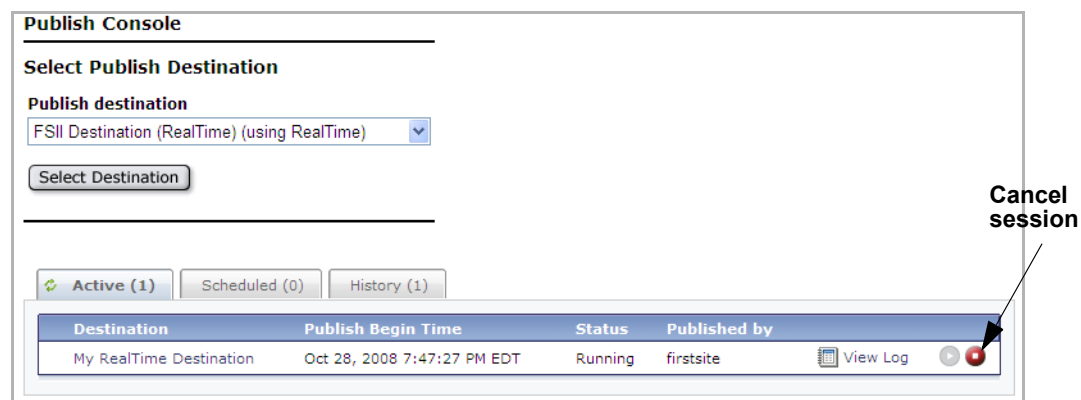 Publish Console
Select Publish Destination
Publish destination
FSII Destination (RealTime) (using RealTime)
Select Destination
Cancel
session
Active (1) Scheduled (0) History (1)
Destination Publish Begin Time Status Published by
My RealTime Destination Oct 28, 2008 7:47:27 PM EDT Running firstsite View Log